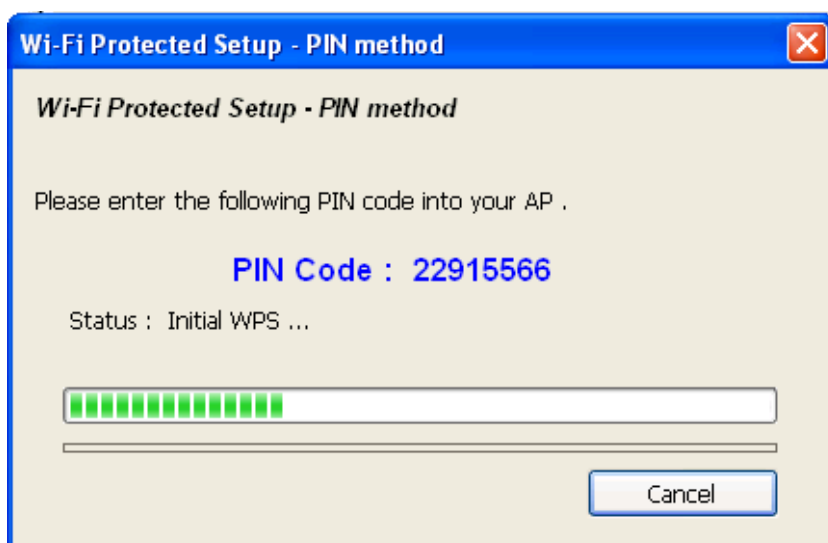 Wi-Fi Protected Setup - PIN method
Wi-Fi Protected Setup - PIN method
Please enter the following PIN code into your AP .
PIN Code : 22915566
Status : Initial WPS ...
Cancel